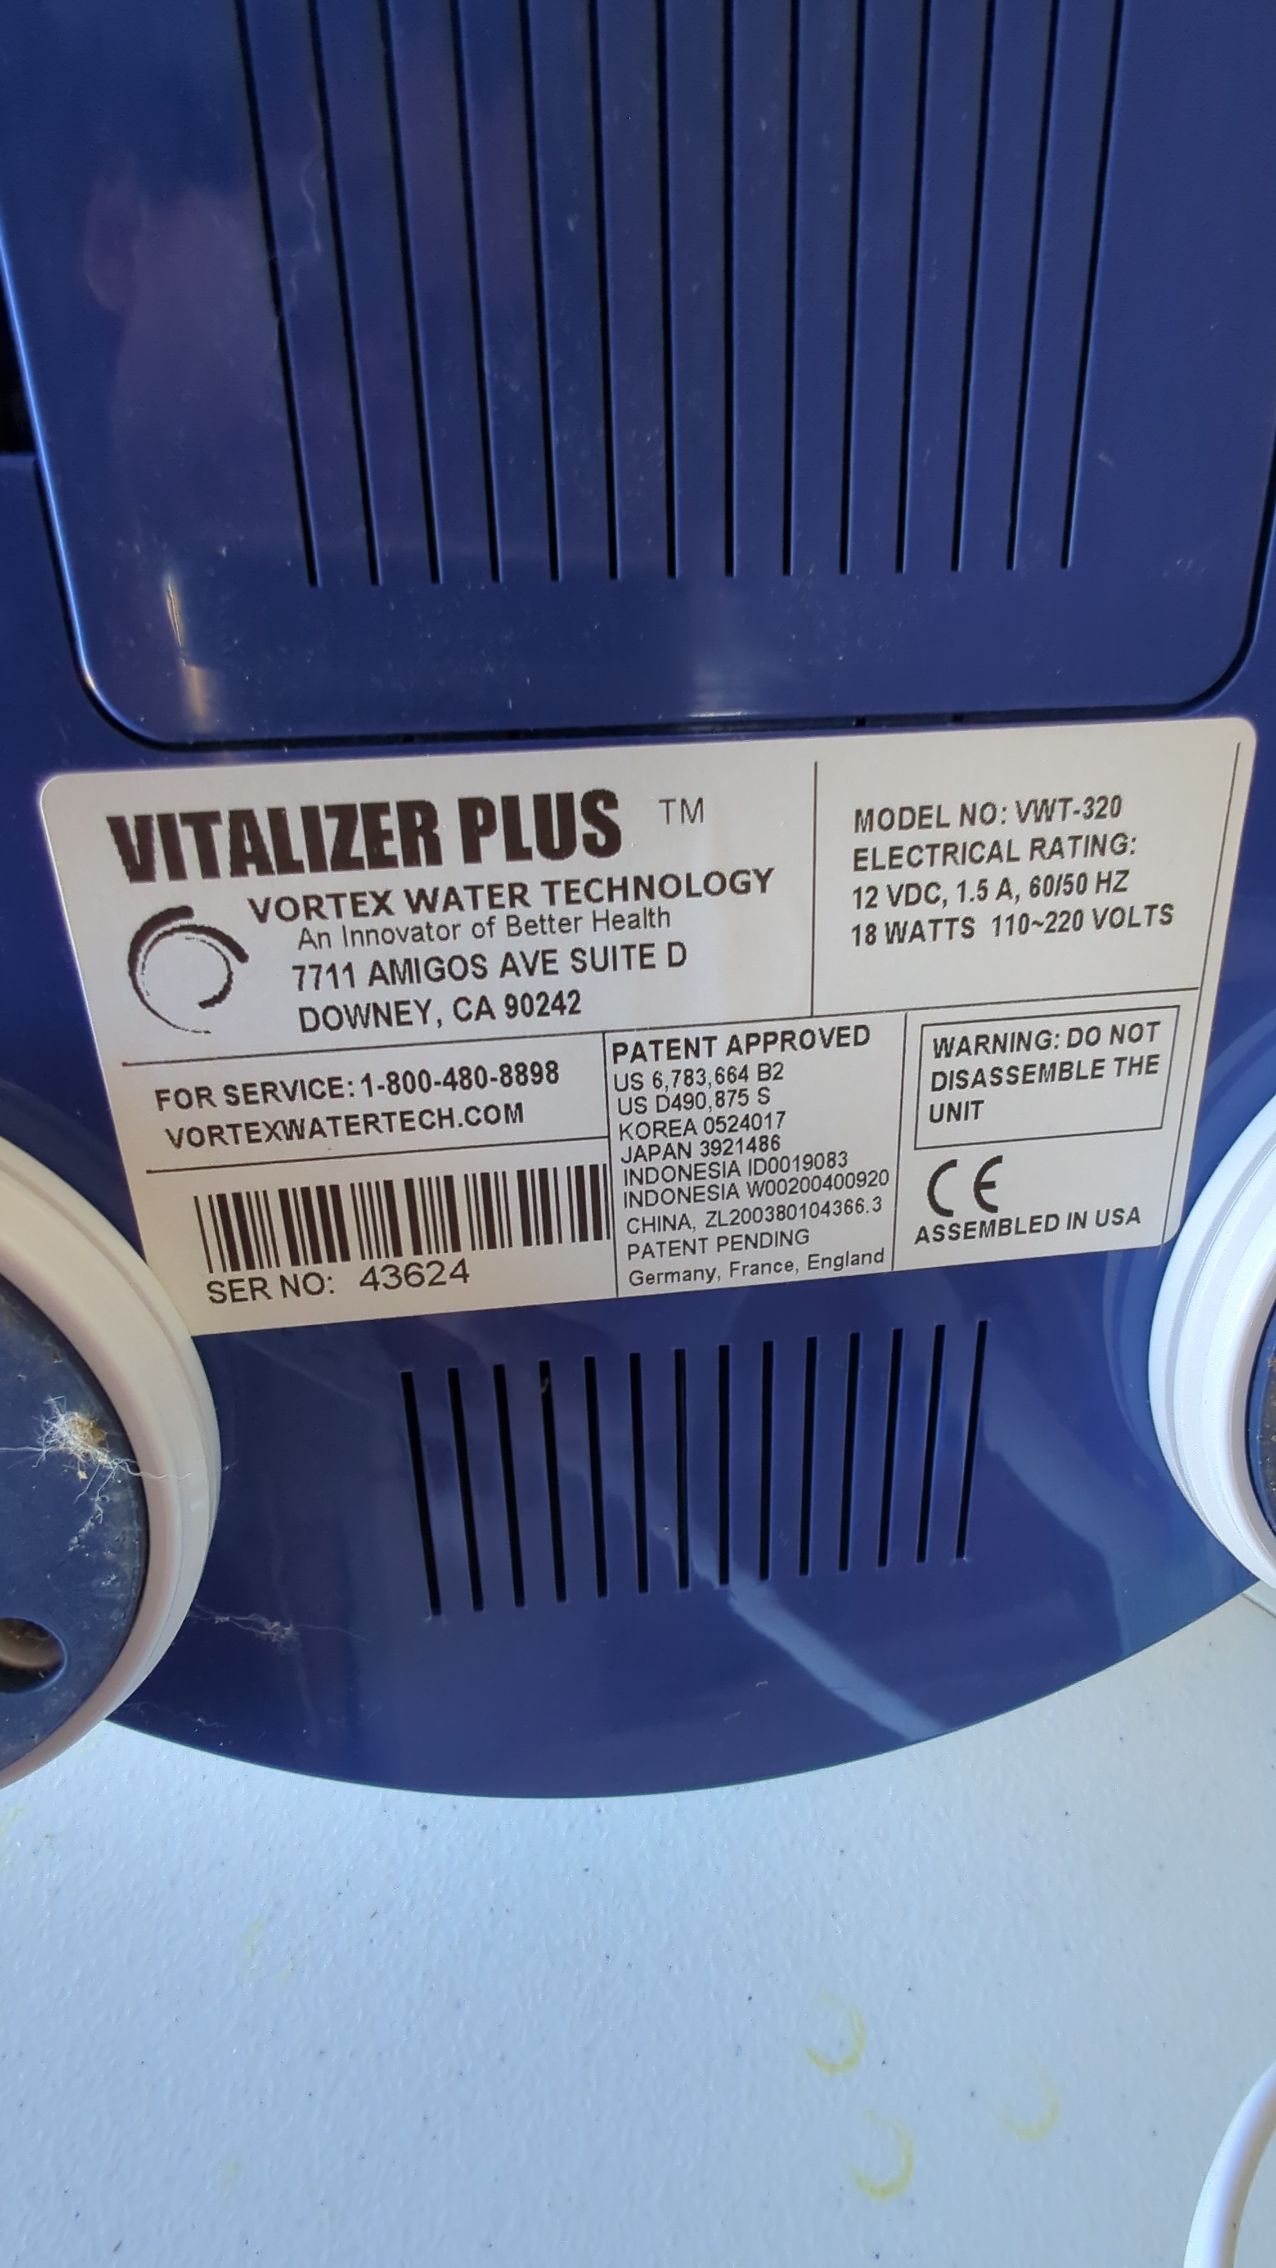 VITALIZER PLUS TM
VORTEX WATER TECHNOLOGY
An Innovator of Better Health
7711 AMIGOS AVE SUITE D
DOWNEY, CA 90242
MODEL NO: VWT-320
ELECTRICAL RATING:
12 VDC, 1.5 A, 60/50 HZ
18 WATTS 110~220 VOLTS
FOR SERVICE: 1-800-480-8898
VORTEXWATERTECH.COM
SER NO: 43624
PATENT APPROVED
US 6,783,664 B2
US D490,875 S
KOREA 0524017
JAPAN 3921486
INDONESIA ID0019083
INDONESIA W00200400920
CHINA, ZL200380104366.3
PATENT PENDING
Germany, France, England
WARNING: DO NOT
DISASSEMBLE THE
UNIT
CE
ASSEMBLED IN USA